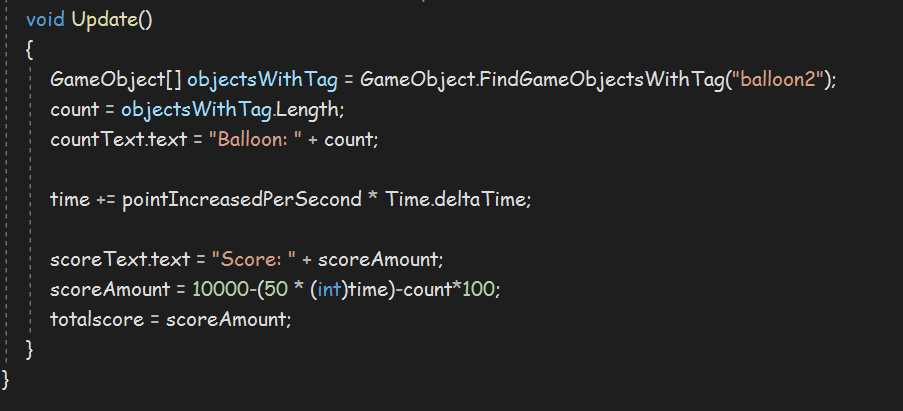 void Update()
{
GameObject[] objectsWithTag = GameObject.FindGameObjectsWithTag("balloon2");
count = objectsWithTag.Length;
countText.text = "Balloon: " + count;
time += pointIncreasedPerSecond * Time.deltaTime;
scoreText.text = "Score: " + scoreAmount;
scoreAmount = 10000-(50 * (int)time)-count*100;
totalscore = scoreAmount;
}
}